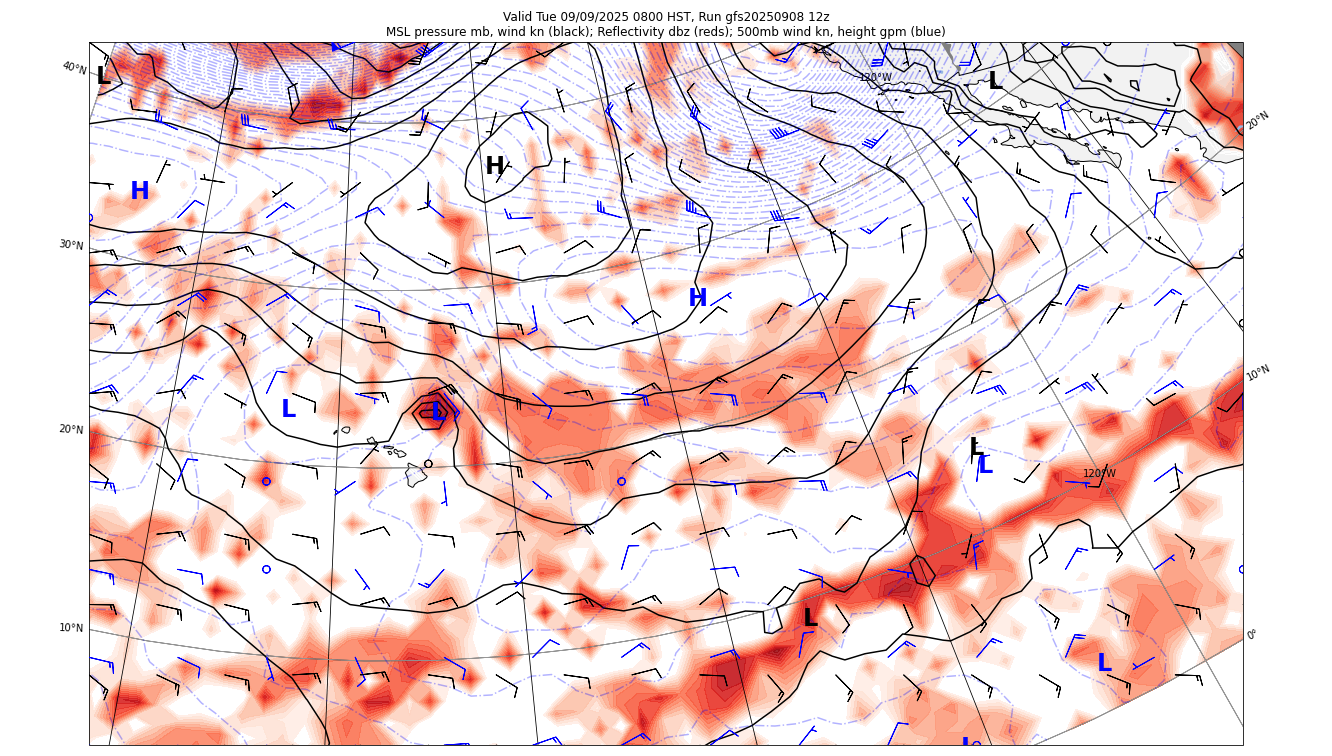 Valid Tue 09/09/2025 0800 HST, Run gfs20250908 12z
MSL pressure mb, wind kn (black); Reflectivity dbz (reds); 500mb wind kn, height gpm (blue)
40°N
L
120°W
L
20°N
H
H
30°N
H
10°N
L
L
20°N
L
L
120°W
10°N
L
0°
L
L